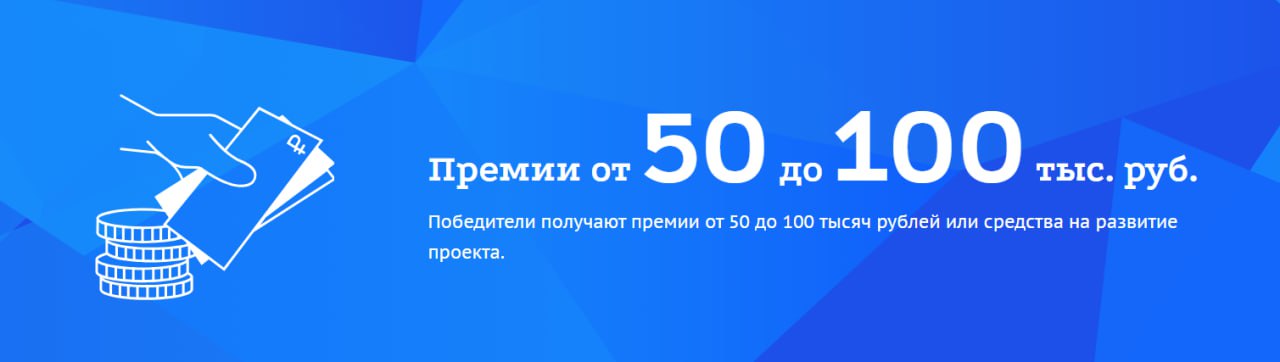 Премии от 50 до 100 тыс. руб.
Победители получают премии от 50 до 100 тысяч рублей или средства на развитие
проекта.